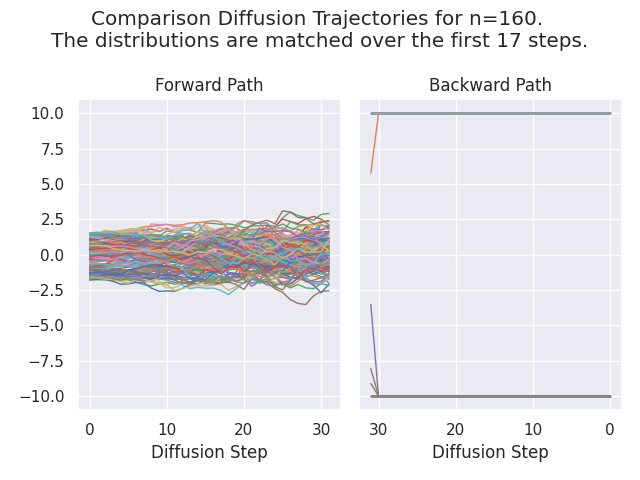 Comparison Diffusion Trajectories for n=160.
The distributions are matched over the first 17 steps.
Forward Path
Backward Path
10.0
7.5
5.0
2.5
0.0
−2.5
−5.0
−7.5
−10.0
0 10 20 30
30 20 10 0
Diffusion Step
Diffusion Step